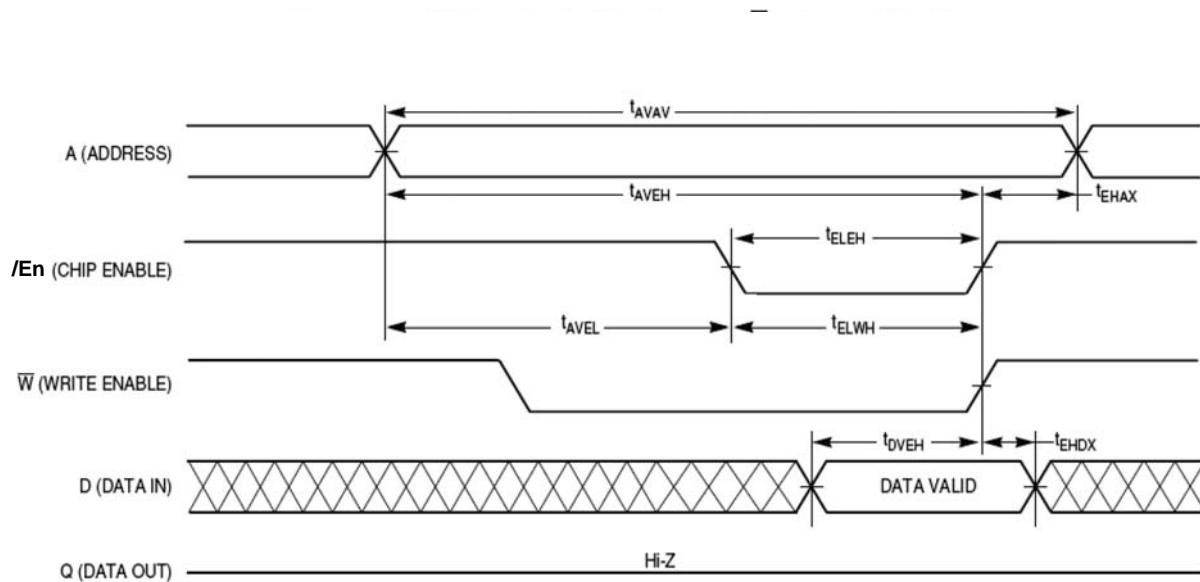 tAVAV
A (ADDRESS)
tAVEH
tEHAX
tELEH
/En (CHIP ENABLE)
tAVEL
tELWH
W̅ (WRITE ENABLE)
tDVEH
tEHDX
D (DATA IN)
DATA VALID
Hi-Z
Q (DATA OUT)